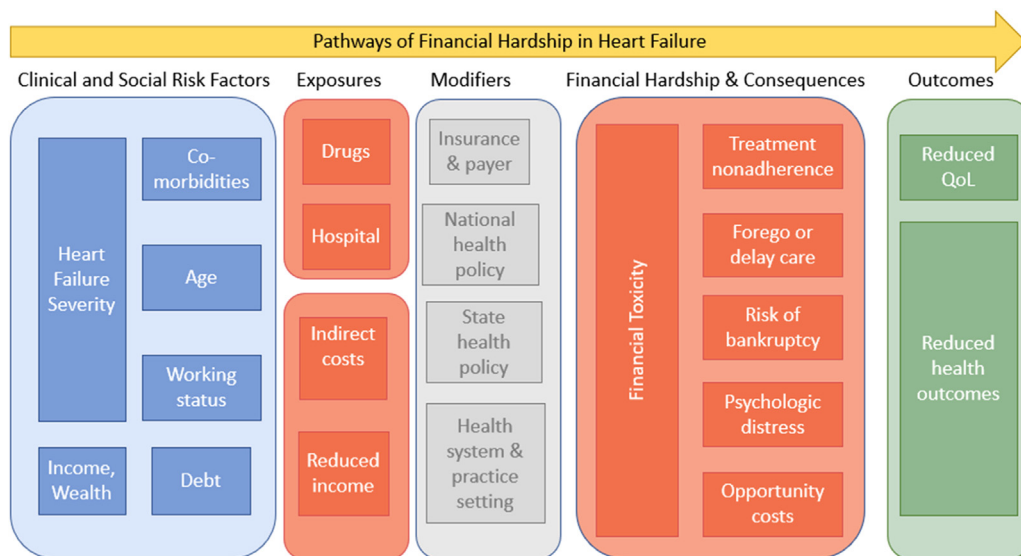 Pathways of Financial Hardship in Heart Failure
Clinical and Social Risk Factors
Exposures
Modifiers
Financial Hardship & Consequences
Outcomes
Heart
Failure
Severity
Co-
morbidities
Age
Working
status
Income,
Wealth
Debt
Drugs
Hospital
Indirect
costs
Reduced
income
Insurance
& payer
National
health
policy
State
health
policy
Health
system &
practice
setting
Financial Toxicity
Treatment
nonadherence
Forego or
delay care
Risk of
bankruptcy
Psychologic
distress
Opportunity
costs
Reduced
QoL
Reduced
health
outcomes